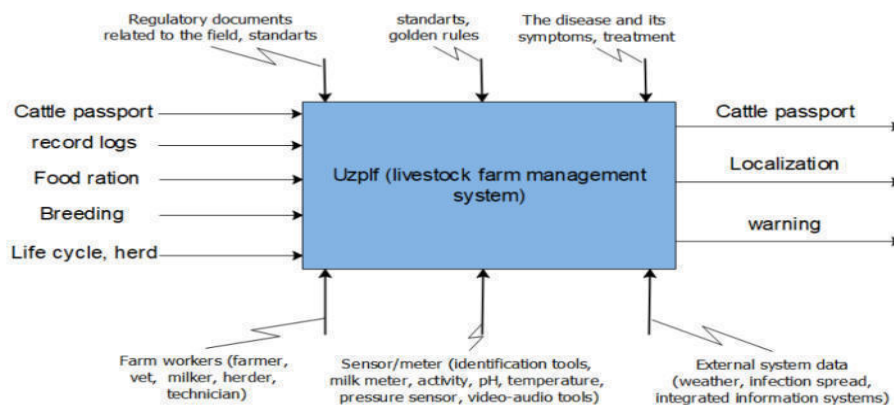 Regulatory documents
related to the field, standarts
standarts,
golden rules
The disease and its
symptoms, treatment
Cattle passport
record logs
Food ration
Breeding
Life cycle, herd
Uzplf (livestock farm management
system)
Cattle passport
Localization
warning
Farm workers (farmer,
vet, milker, herder,
technician)
Sensor/meter (identification tools,
milk meter, activity, pH, temperature,
pressure sensor, video-audio tools)
External system data
(weather, infection spread,
integrated information systems)